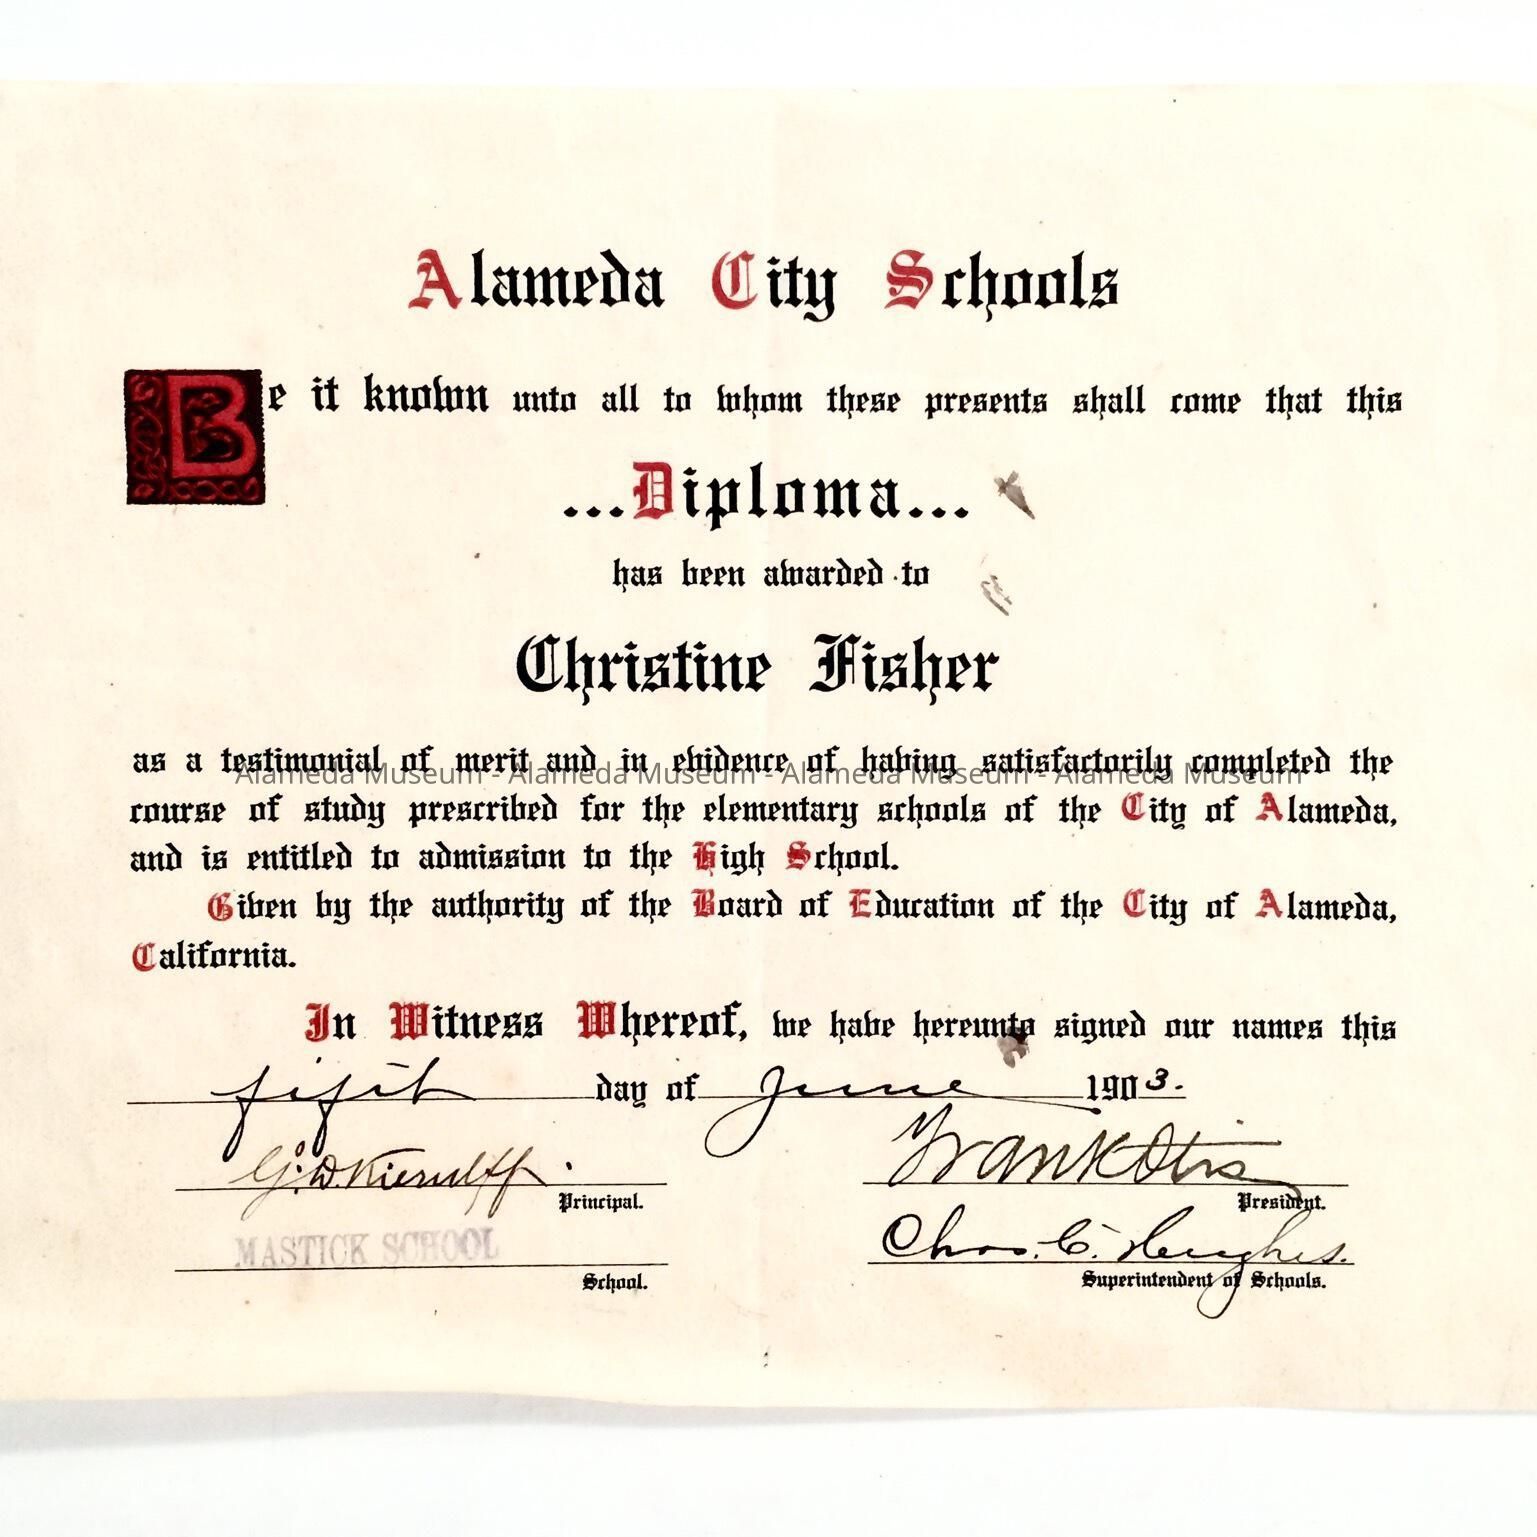 Alameda City Schools
Be it known unto all to whom these presents shall come that this
...Diploma...
has been awarded to
Christine Fisher
as a testimonial of merit and in evidence of having satisfactorily completed the
Alameda Museum - Alameda Museum - Alameda Museum - Alameda Museum
course of study prescribed for the elementary schools of the City of Alameda,
and is entitled to admission to the High School.
Given by the authority of the Board of Education of the City of Alameda,
California.
In Witness Whereof, we have hereunto signed our names this
day of June 1903.
G. D. Kierulff.
Principal.
Frank Otis
President.
MASTICK SCHOOL
School.
Chas. C. Hughes.
Superintendent of Schools.